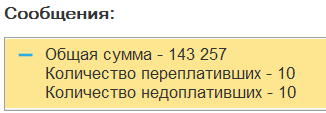 Сообщения:
Общая сумма - 143 257
Количество переплативших - 10
Количество недоплативших - 10